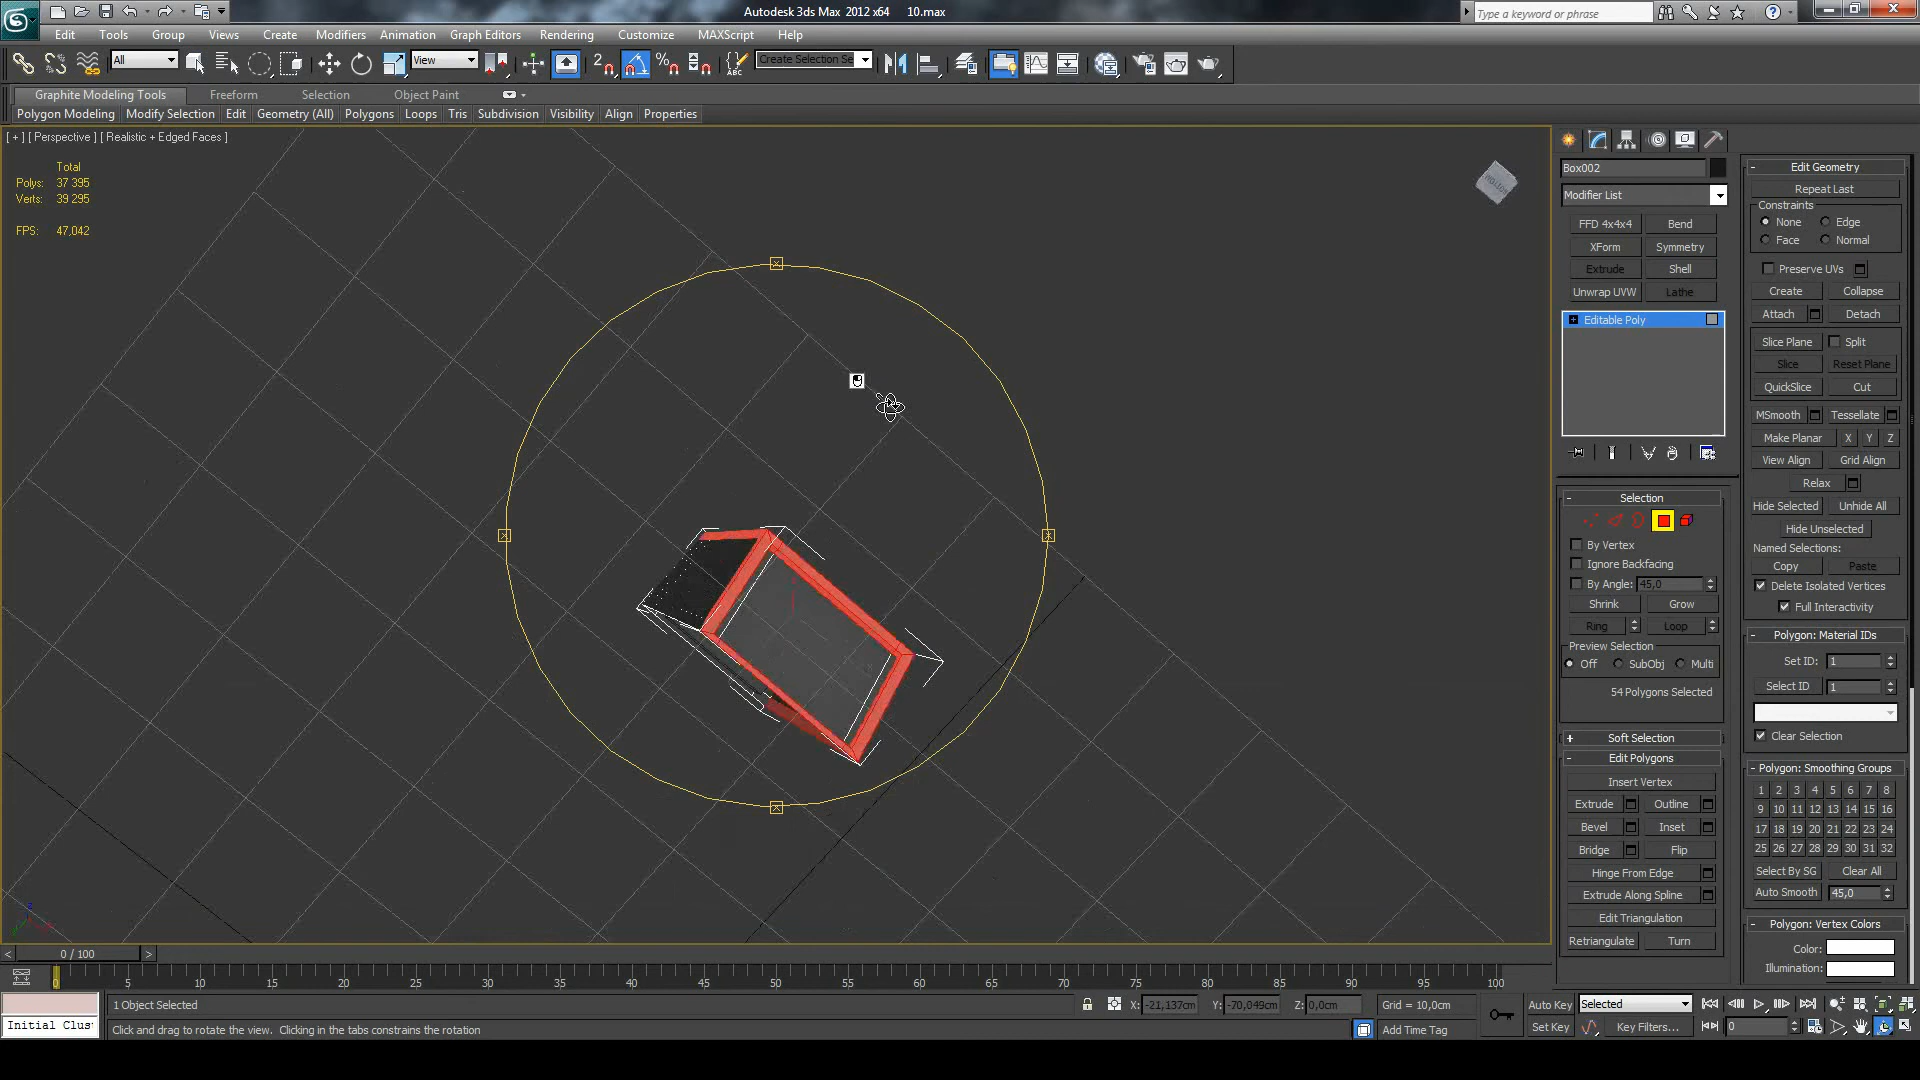 Autodesk 3ds Max 2012 x64 10.max
Type a keyword or phrase
Edit Tools Group Views Create Modifiers Animation Graph Editors Rendering Customize MAXScript Help
All View Create Selection Se
Graphite Modeling Tools Freeform Selection Object Paint
Polygon Modeling Modify Selection Edit Geometry (All) Polygons Loops Tris Subdivision Visibility Align Properties
[ + ] [ Perspective ] [ Realistic + Edged Faces ]
Total
Polys: 37 395
Verts: 39 295
FPS: 47,042
Box002
Modifier List
FFD 4x4x4 Bend
XForm Symmetry
Extrude Shell
Unwrap UVW Lathe
Editable Poly
- Selection
By Vertex
Ignore Backfacing
By Angle: 45,0
Shrink Grow
Ring Loop
Preview Selection
Off SubObj Multi
54 Polygons Selected
+ Soft Selection
- Edit Polygons
Insert Vertex
Extrude Outline
Bevel Inset
Bridge Flip
Hinge From Edge
Extrude Along Spline
Edit Triangulation
Retriangulate Turn
- Edit Geometry
Repeat Last
Constraints
None Edge
Face Normal
Preserve UVs
Create Collapse
Attach Detach
Slice Plane Split
Slice Reset Plane
QuickSlice Cut
MSmooth Tessellate
Make Planar X Y Z
View Align Grid Align
Relax
Hide Selected Unhide All
Hide Unselected
Named Selections:
Copy Paste
Delete Isolated Vertices
Full Interactivity
- Polygon: Material IDs
Set ID: 1
Select ID 1
Clear Selection
- Polygon: Smoothing Groups
1 2 3 4 5 6 7 8
9 10 11 12 13 14 15 16
17 18 19 20 21 22 23 24
25 26 27 28 29 30 31 32
Select By SG Clear All
Auto Smooth 45,0
- Polygon: Vertex Colors
Color:
Illumination:
< 0 / 100 >
0 5 10 15 20 25 30 35 40 45 50 55 60 65 70 75 80 85 90 95 100
1 Object Selected X: -21,137cm Y: -70,049cm Z: 0,0cm Grid = 10,0cm Auto Key Selected
Initial Clus Click and drag to rotate the view. Clicking in the tabs constrains the rotation Add Time Tag Set Key Key Filters... 0